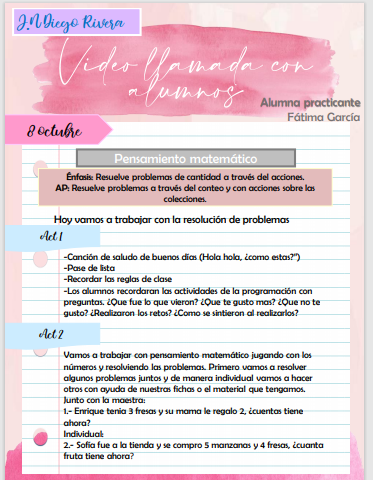 J.N Diego Rivera
Video llamada con
alumnos
Alumna practicante
Fátima García
8 octubre
Pensamiento matemático
Énfasis: Resuelve problemas de cantidad a través del acciones.
AP: Resuelve problemas a través del conteo y con acciones sobre las
colecciones.
Hoy vamos a trabajar con la resolución de problemas
Act 1
-Canción de saludo de buenos días (Hola hola, ¿como estas?")
-Pase de lista
-Recordar las reglas de clase
-Los alumnos recordaran las actividades de la programación con
preguntas. ¿Que fue lo que vieron? ¿Que te gusto mas? ¿Que no te
gusto? ¿Realizaron los retos? ¿Como se sintieron al realizarlos?
Act 2
Vamos a trabajar con pensamiento matemático jugando con los
números y resolviendo las problemas. Primero vamos a resolver
algunos problemas juntos y de manera individual vamos a hacer
otros con ayuda de nuestras fichas o el material que tengamos.
Junto con la maestra:
1.- Enrique tenia 3 fresas y su mama le regalo 2, ¿cuantas tiene
ahora?
Individual:
2.- Sofía fue a la tienda y se compro 5 manzanas y 4 fresas, ¿cuanta
fruta tiene ahora?